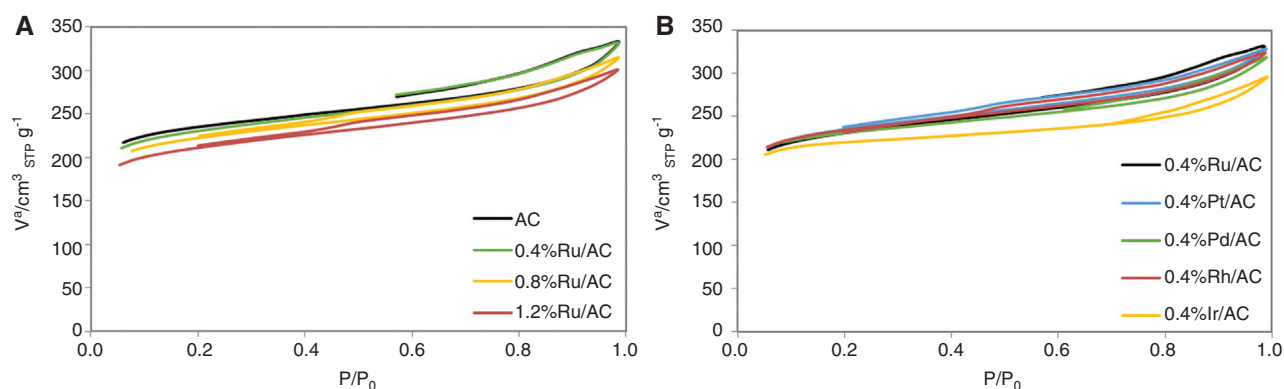 A
350
300
250
200
150
100
50
0
Vª/cm³ STP g⁻¹
AC
0.4%Ru/AC
0.8%Ru/AC
1.2%Ru/AC
0.0 0.2 0.4 0.6 0.8 1.0
P/P₀
B
350
300
250
200
150
100
50
0
Vª/cm³ STP g⁻¹
0.4%Ru/AC
0.4%Pt/AC
0.4%Pd/AC
0.4%Rh/AC
0.4%Ir/AC
0.0 0.2 0.4 0.6 0.8 1.0
P/P₀